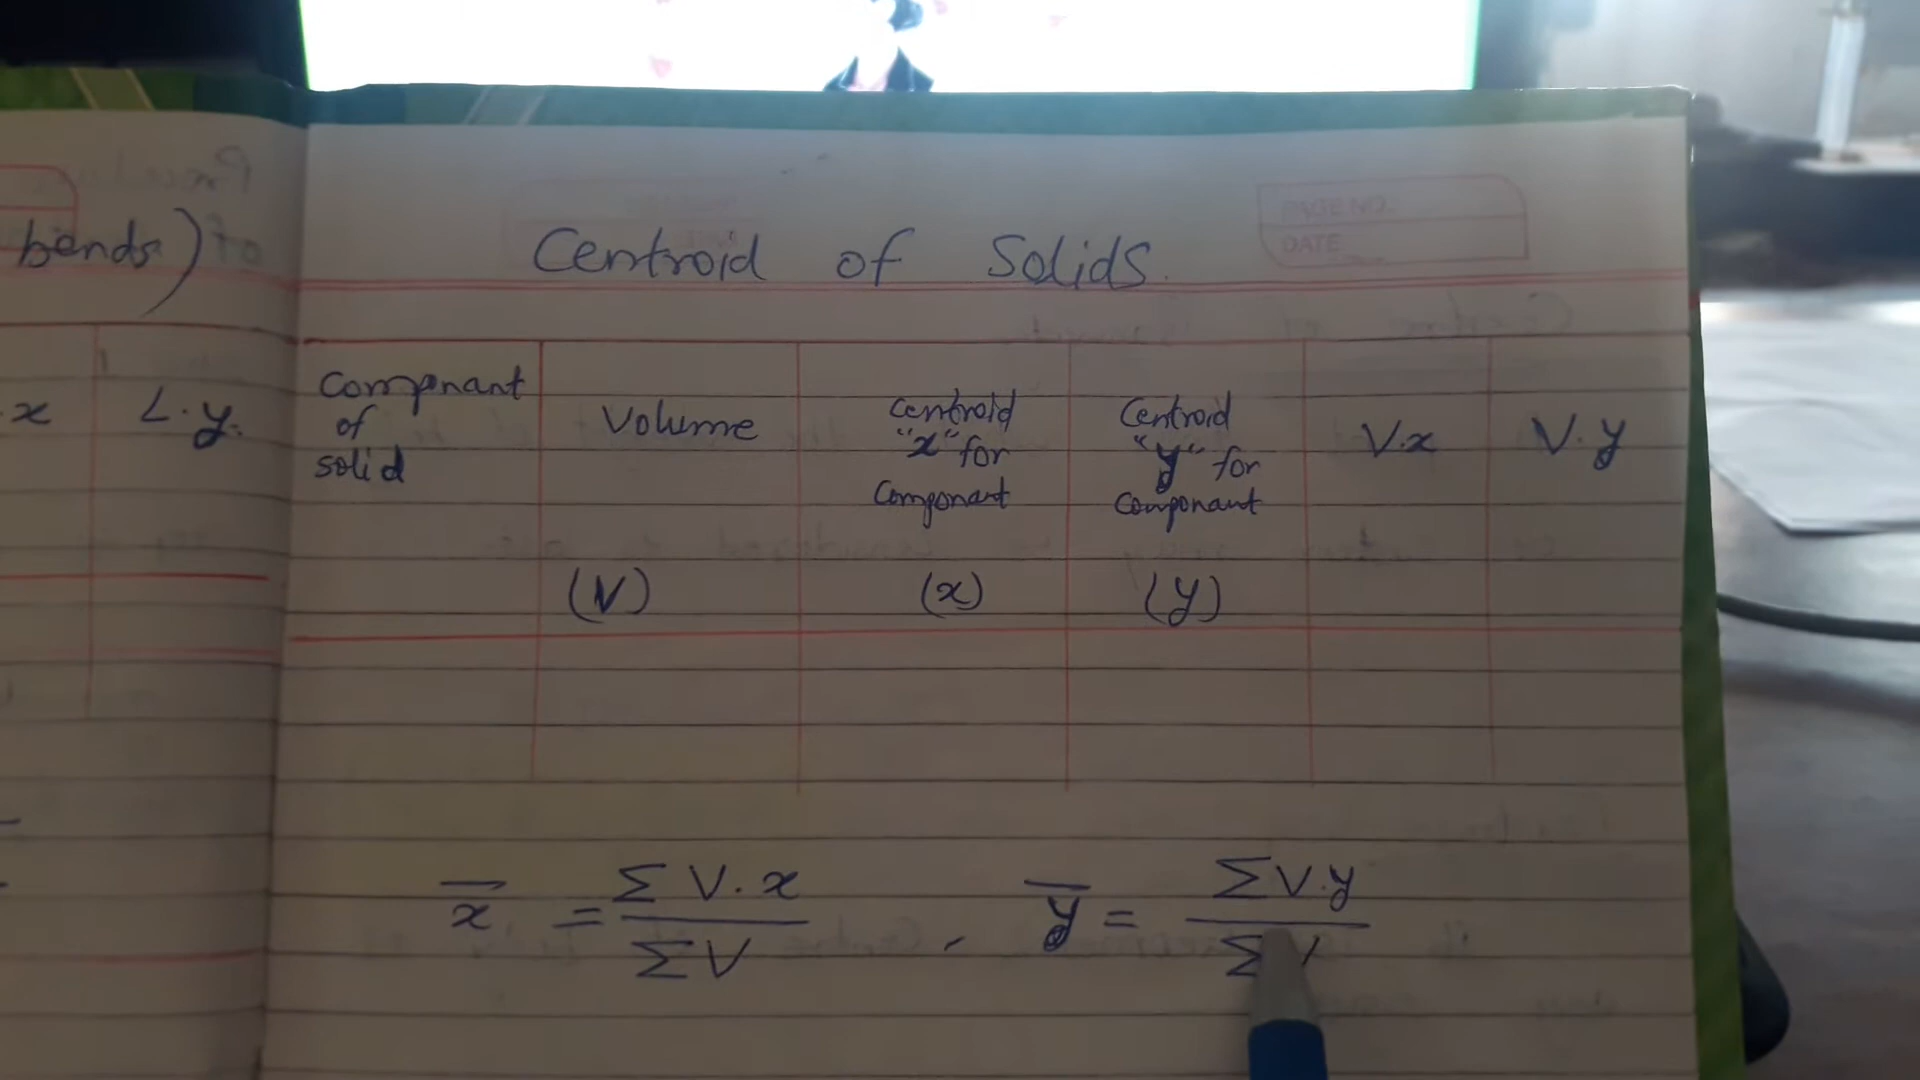 bends)
x
L.y.
PAGE NO.
DATE
Centroid of Solids.
Componant
of
solid
Volume
(V)
Centroid
"x" for
Componant
(x)
Centroid
"y" for
Componant
(y)
V.x
V.y
x̄ = Σ V.x / ΣV , ȳ = ΣV.y / ΣV